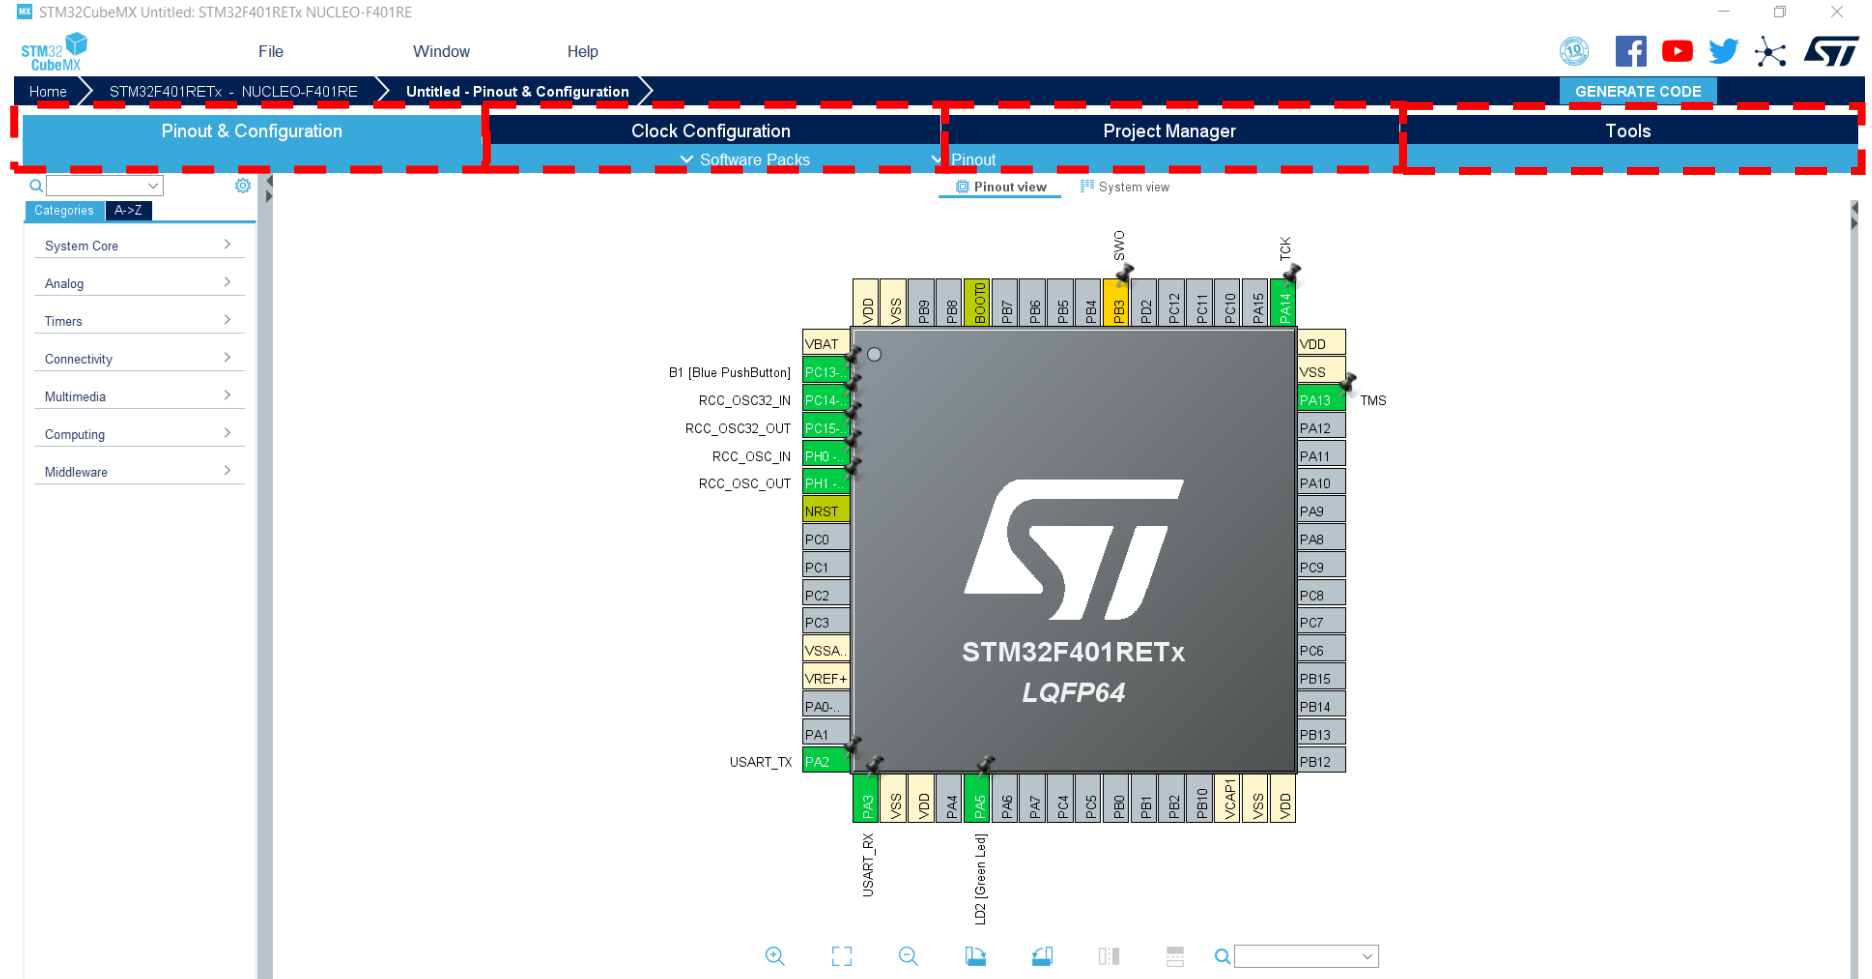 MX STM32CubeMX Untitled: STM32F401RETx NUCLEO-F401RE
STM32
CubeMX
File Window Help
10
Home STM32F401RETx - NUCLEO-F401RE Untitled - Pinout & Configuration GENERATE CODE
Pinout & Configuration Clock Configuration Project Manager Tools
Software Packs Pinout
Pinout view System view
Categories A->Z
System Core
Analog
Timers
Connectivity
Multimedia
Computing
Middleware
SWO TCK
VDD VSS PB9 PB8 BOOT0 PB7 PB6 PB5 PB4 PB3 PD2 PC12 PC11 PC10 PA15 PA14
VBAT VDD
B1 [Blue PushButton] PC13-.. VSS
RCC_OSC32_IN PC14-.. PA13 TMS
RCC_OSC32_OUT PC15-.. PA12
RCC_OSC_IN PH0 -.. PA11
RCC_OSC_OUT PH1 -.. PA10
NRST PA9
PC0 PA8
PC1 PC9
PC2 PC8
PC3 PC7
VSSA.. PC6
VREF+ PB15
PA0-.. PB14
PA1 PB13
USART_TX PA2 PB12
ST
STM32F401RETx
LQFP64
PA3 VSS VDD PA4 PA5 PA6 PA7 PC4 PC5 PB0 PB1 PB2 PB10 VCAP1 VSS VDD
USART_RX LD2 [Green Led]